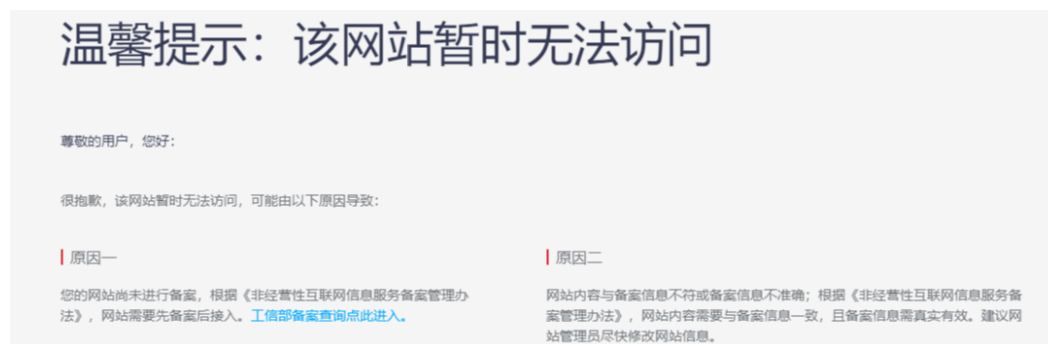 温馨提示：该网站暂时无法访问
尊敬的用户，您好：
很抱歉，该网站暂时无法访问，可能由以下原因导致：
原因一
您的网站尚未进行备案，根据《非经营性互联网信息服务备案管理办
法》，网站需要先备案后接入。工信部备案查询点此进入。
原因二
网站内容与备案信息不符或备案信息不准确；根据《非经营性互联网信息服务备
案管理办法》，网站内容需要与备案信息一致，且备案信息需真实有效。建议网
站管理员尽快修改网站信息。